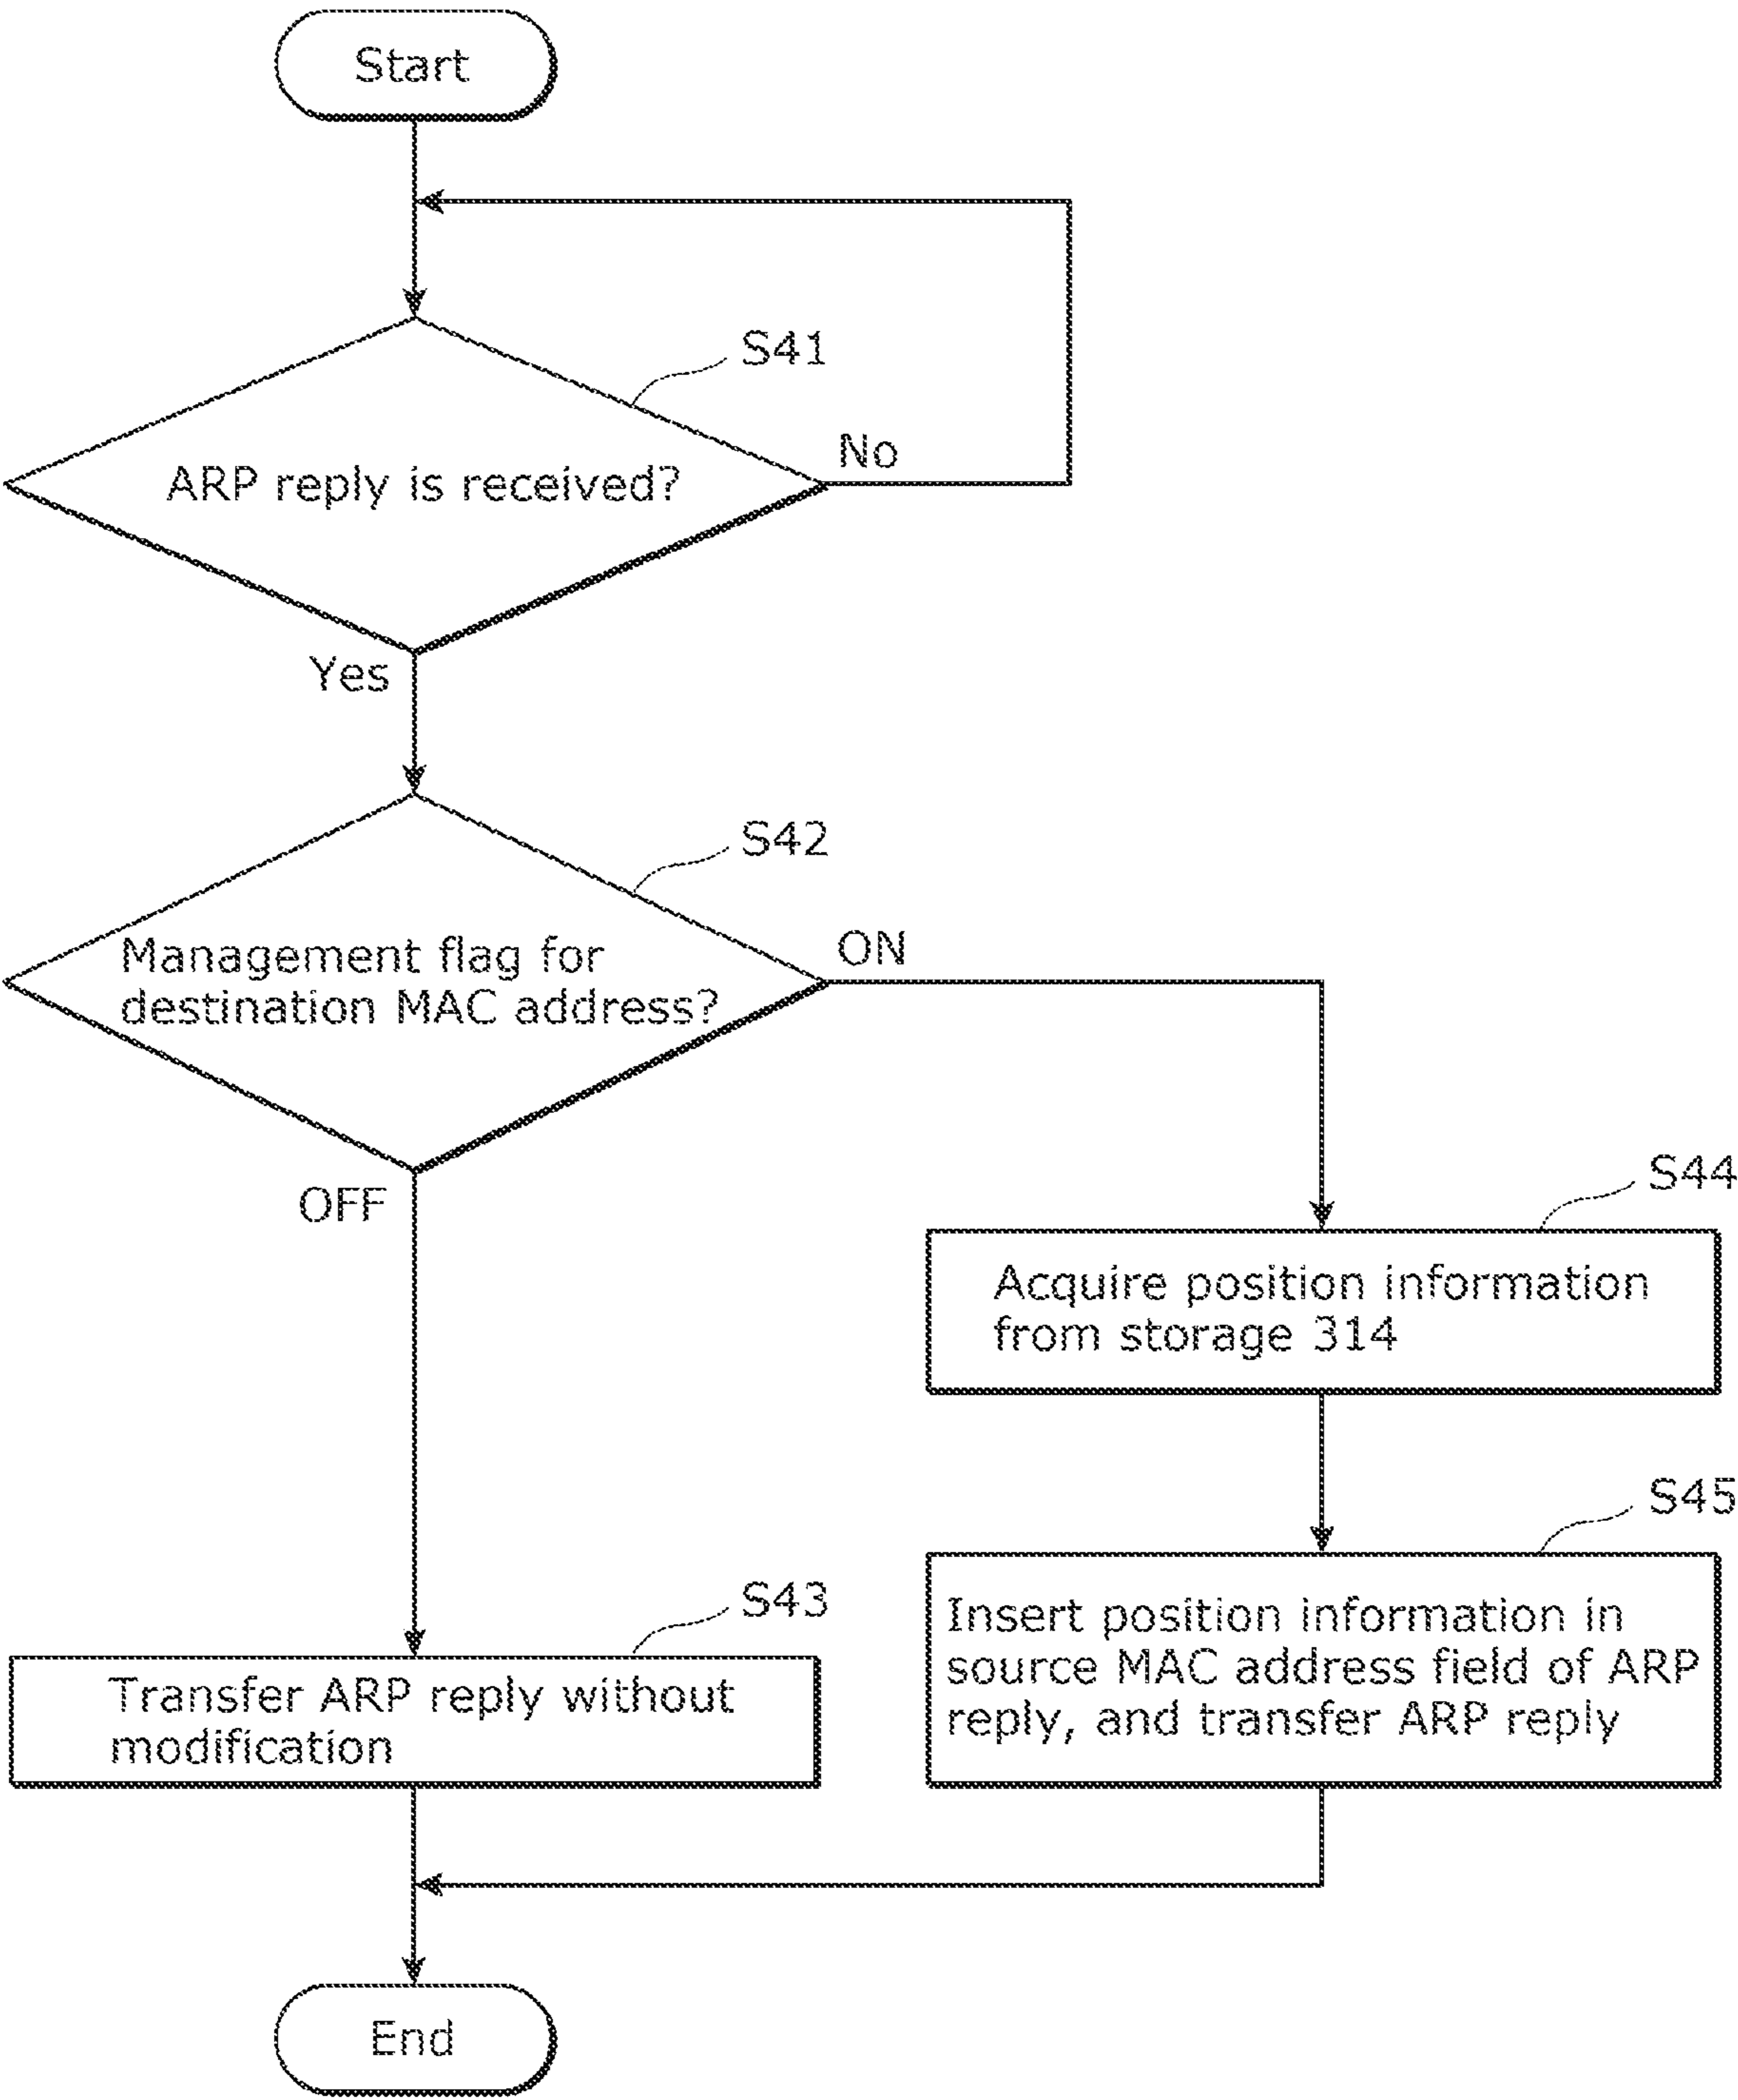 Start
S41
ARP reply is received?
No
Yes
S42
Management flag for
destination MAC address?
ON
OFF
S44
Acquire position information
from storage 314
S45
Insert position information in
source MAC address field of ARP
reply, and transfer ARP reply
S43
Transfer ARP reply without
modification
End